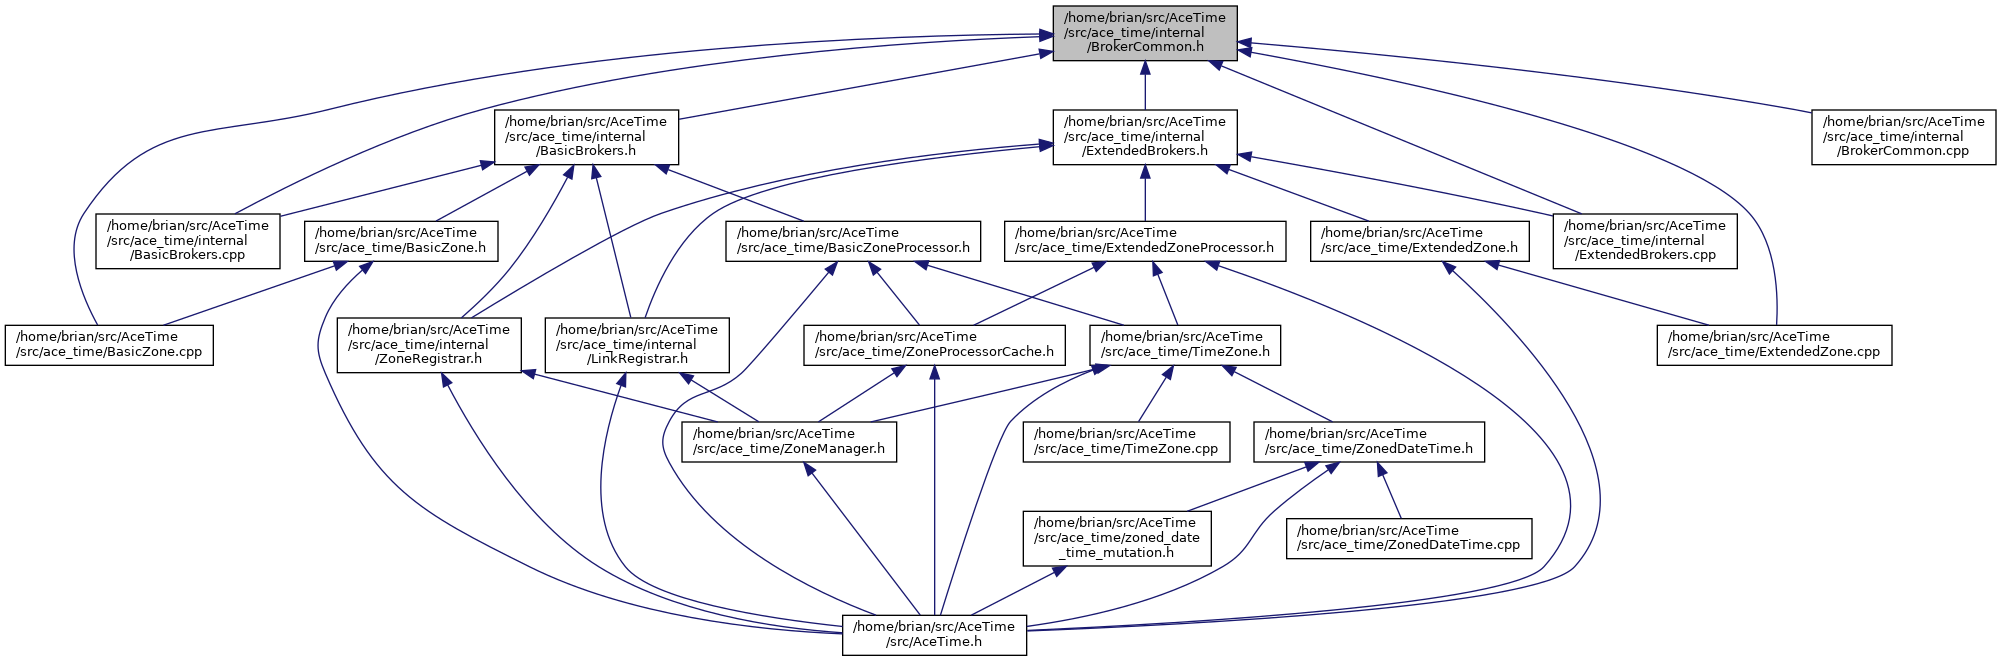 /home/brian/src/AceTime
/src/ace_time/internal
/BrokerCommon.h
/home/brian/src/AceTime
/src/ace_time/internal
/BasicBrokers.h
/home/brian/src/AceTime
/src/ace_time/internal
/ExtendedBrokers.h
/home/brian/src/AceTime
/src/ace_time/internal
/BrokerCommon.cpp
/home/brian/src/AceTime
/src/ace_time/internal
/BasicBrokers.cpp
/home/brian/src/AceTime
/src/ace_time/BasicZone.h
/home/brian/src/AceTime
/src/ace_time/BasicZoneProcessor.h
/home/brian/src/AceTime
/src/ace_time/ExtendedZoneProcessor.h
/home/brian/src/AceTime
/src/ace_time/ExtendedZone.h
/home/brian/src/AceTime
/src/ace_time/internal
/ExtendedBrokers.cpp
/home/brian/src/AceTime
/src/ace_time/BasicZone.cpp
/home/brian/src/AceTime
/src/ace_time/internal
/ZoneRegistrar.h
/home/brian/src/AceTime
/src/ace_time/internal
/LinkRegistrar.h
/home/brian/src/AceTime
/src/ace_time/ZoneProcessorCache.h
/home/brian/src/AceTime
/src/ace_time/TimeZone.h
/home/brian/src/AceTime
/src/ace_time/ExtendedZone.cpp
/home/brian/src/AceTime
/src/ace_time/ZoneManager.h
/home/brian/src/AceTime
/src/ace_time/TimeZone.cpp
/home/brian/src/AceTime
/src/ace_time/ZonedDateTime.h
/home/brian/src/AceTime
/src/ace_time/zoned_date
_time_mutation.h
/home/brian/src/AceTime
/src/ace_time/ZonedDateTime.cpp
/home/brian/src/AceTime
/src/AceTime.h